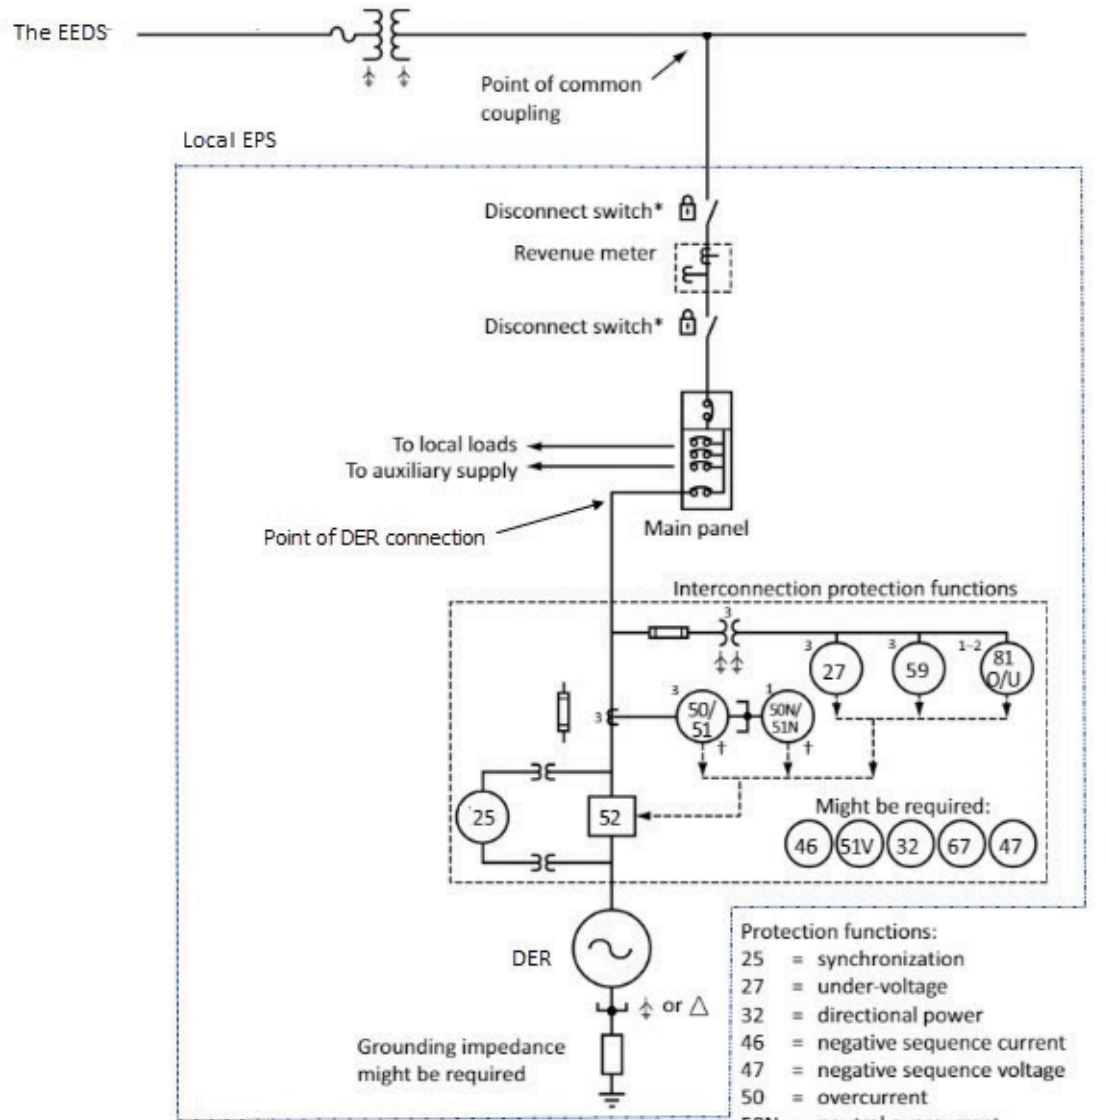 The EEDS
Point of common
coupling
Local EPS
Disconnect switch*
Revenue meter
Disconnect switch*
To local loads
To auxiliary supply
Point of DER connection
Main panel
Interconnection protection functions
3
3
27
3
59
1–2
81
O/U
3
3
50/
51
†
1
50N/
51N
†
25
52
Might be required:
46
51V
32
67
47
DER
or △
Grounding impedance
might be required
Protection functions:
25 = synchronization
27 = under-voltage
32 = directional power
46 = negative sequence current
47 = negative sequence voltage
50 = overcurrent
50N = neutral overcurrent